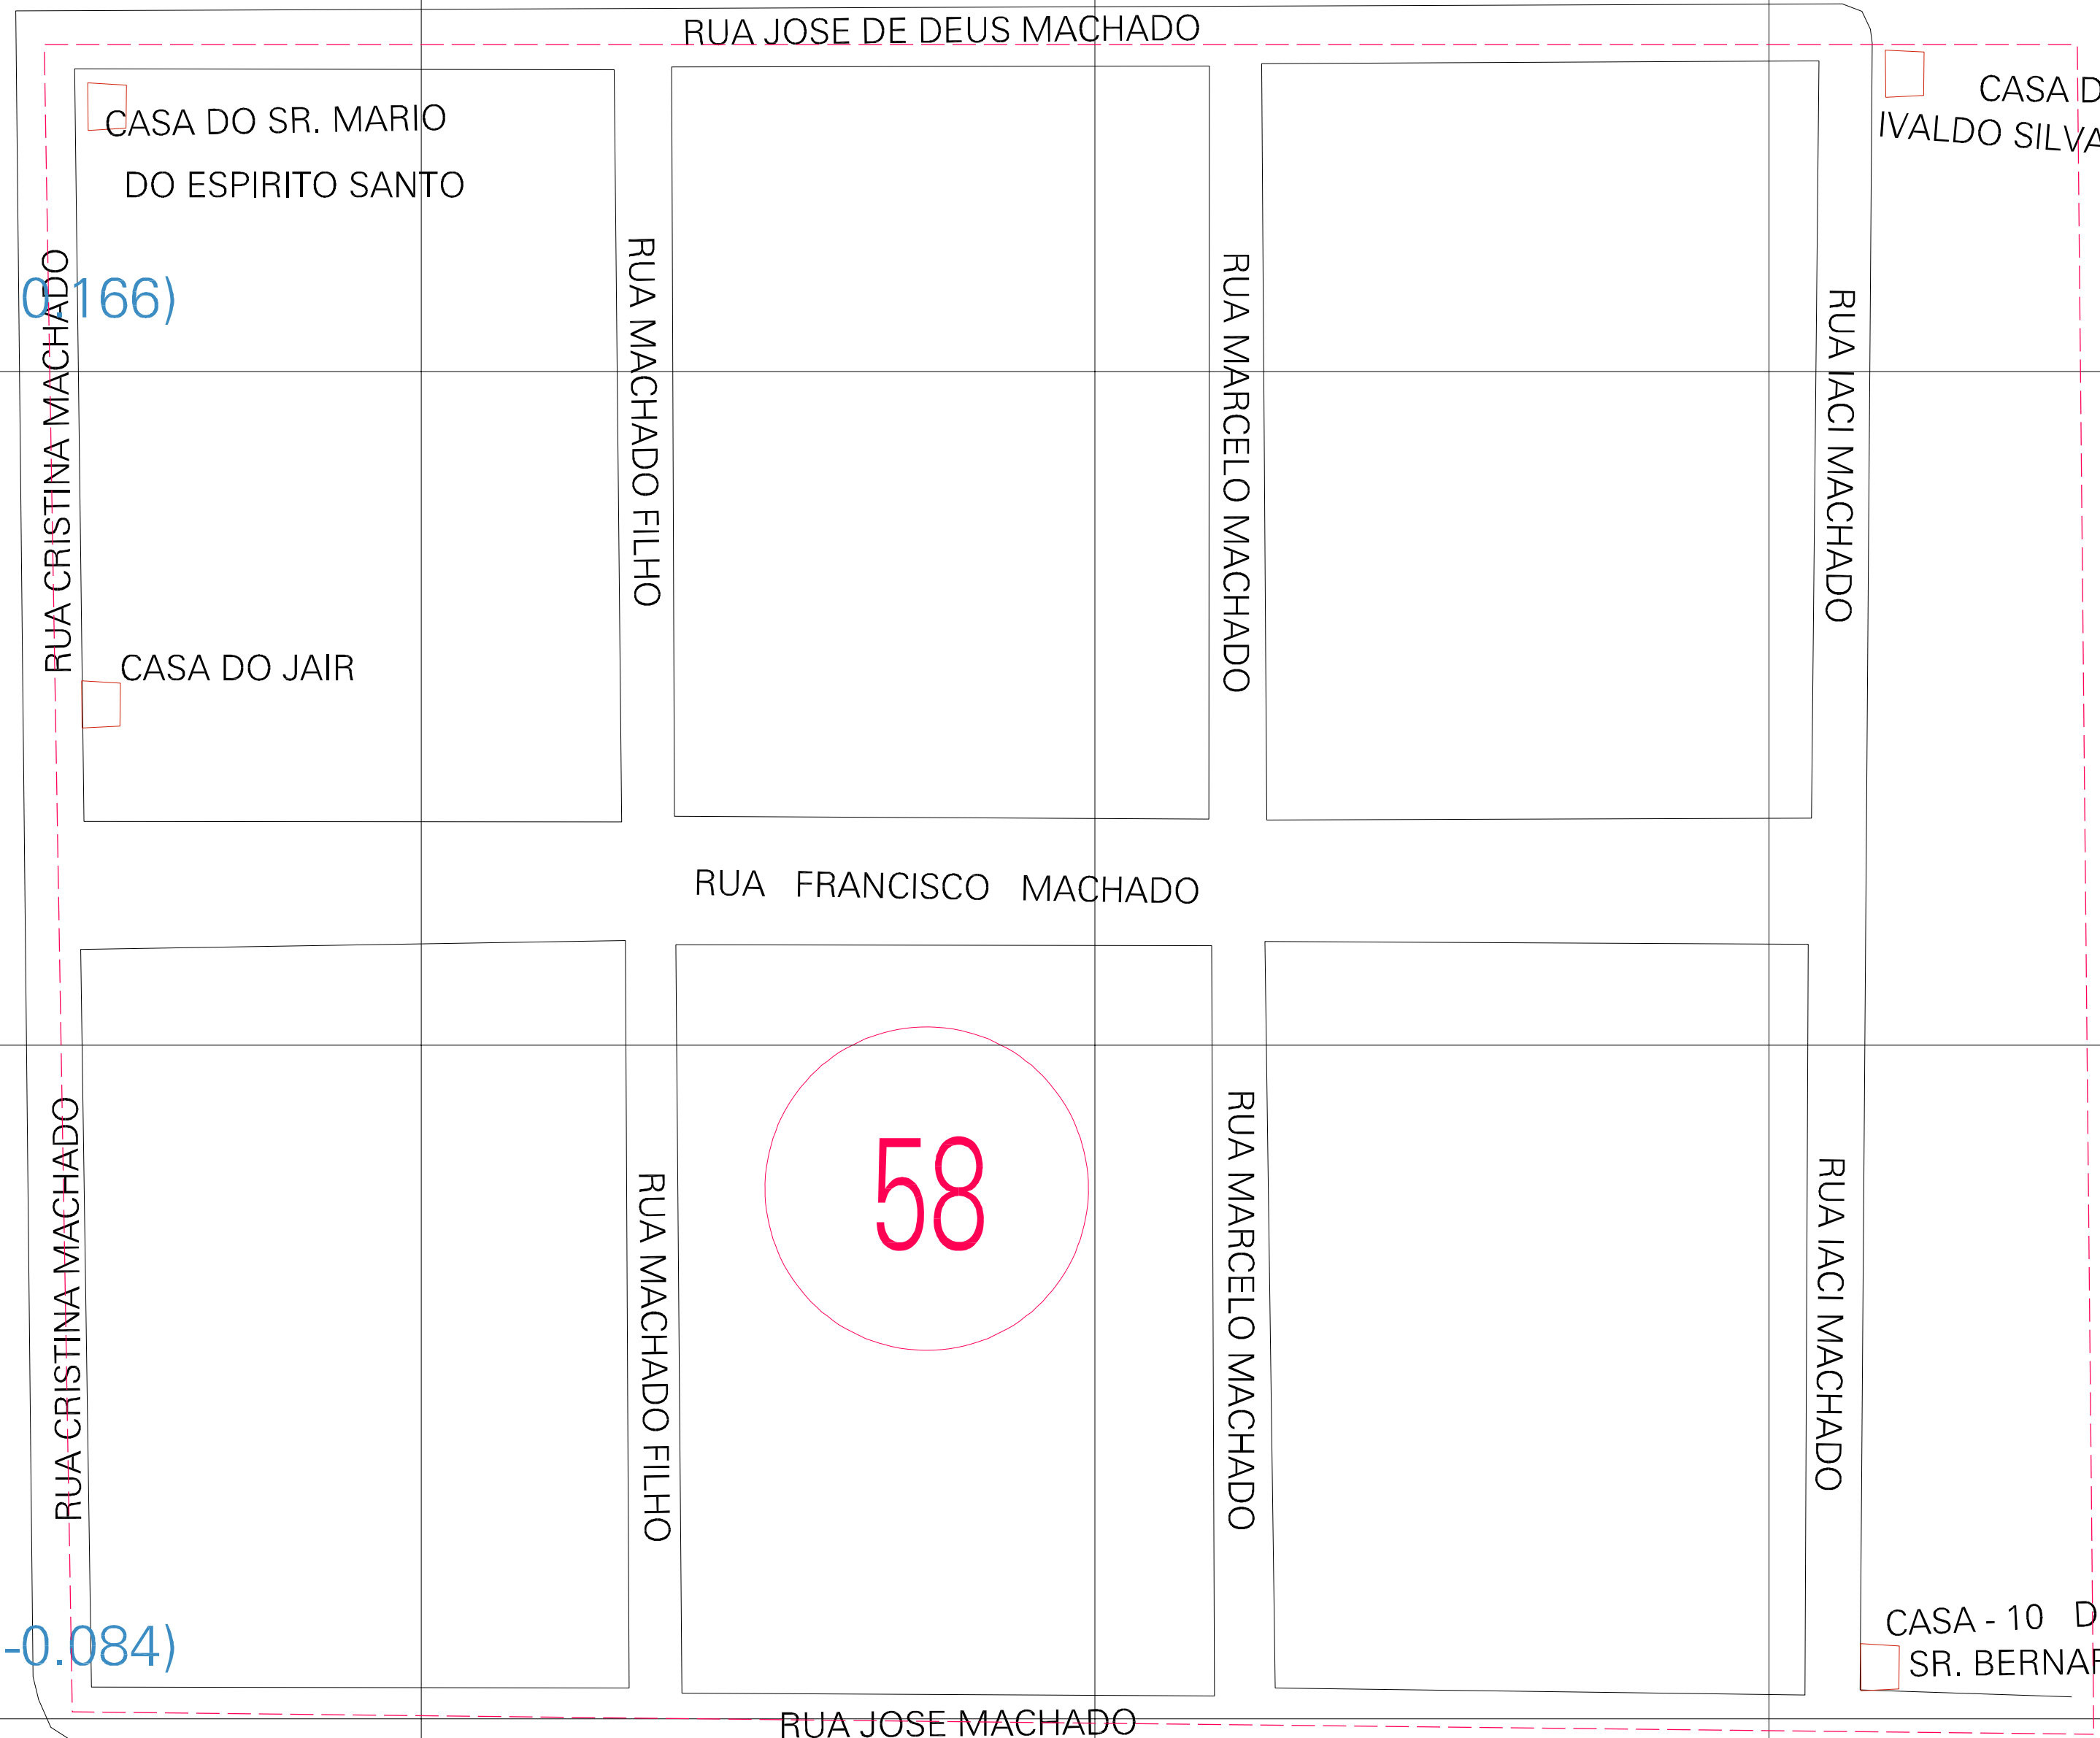 RUA JOSE DE DEUS MACHADO
CASA DO SR. MARIO
DO ESPIRITO SANTO
CASA D
IVALDO SILVA
0.166)
RUA CRISTINA MACHADO
RUA MACHADO FILHO
RUA MARCELO MACHADO
RUA IACI MACHADO
CASA DO JAIR
RUA FRANCISCO MACHADO
58
RUA CRISTINA MACHADO
RUA MACHADO FILHO
RUA MARCELO MACHADO
RUA IACI MACHADO
-0.084)
CASA - 10 D
SR. BERNAR
RUA JOSE MACHADO